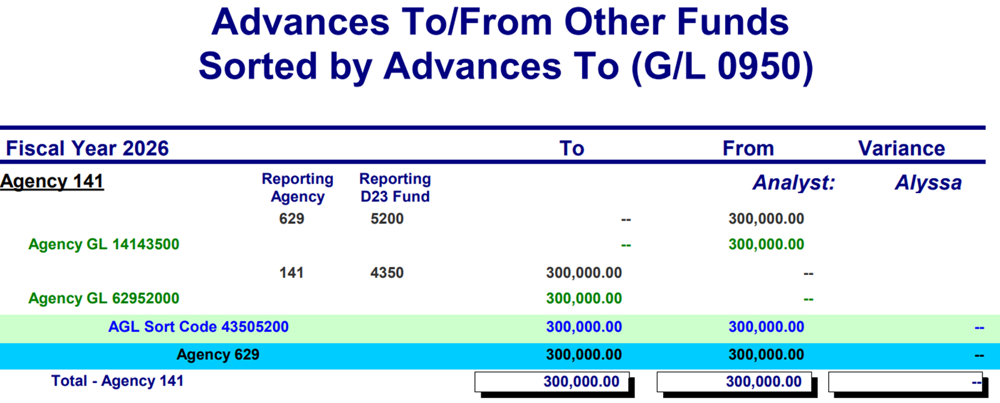 Advances To/From Other Funds
Sorted by Advances To (G/L 0950)
Fiscal Year 2026 To From Variance
Agency 141 Reporting Agency Reporting D23 Fund Analyst: Alyssa
629 5200 -- 300,000.00
Agency GL 14143500 -- 300,000.00
141 4350 300,000.00 --
Agency GL 62952000 300,000.00 --
AGL Sort Code 43505200 300,000.00 300,000.00 --
Agency 629 300,000.00 300,000.00 --
Total - Agency 141 300,000.00 300,000.00 --